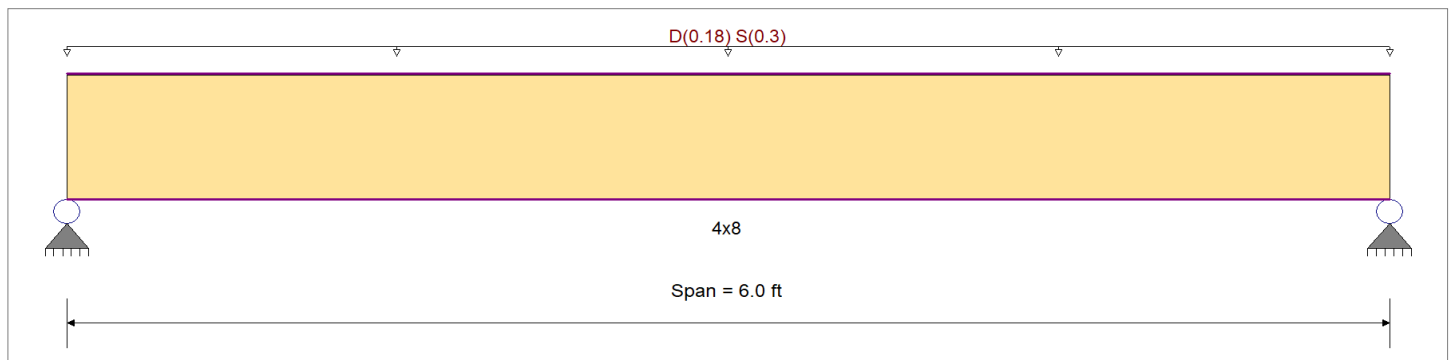 D(0.18) S(0.3)
4x8
Span = 6.0 ft